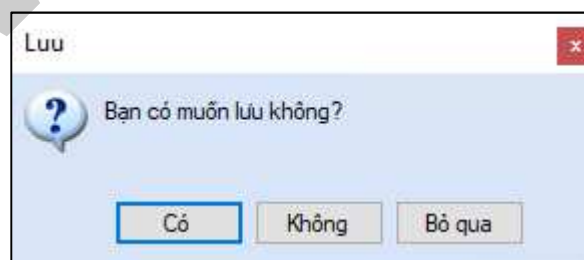 Luu
Bạn có muốn lưu không?
Có
Không
Bỏ qua